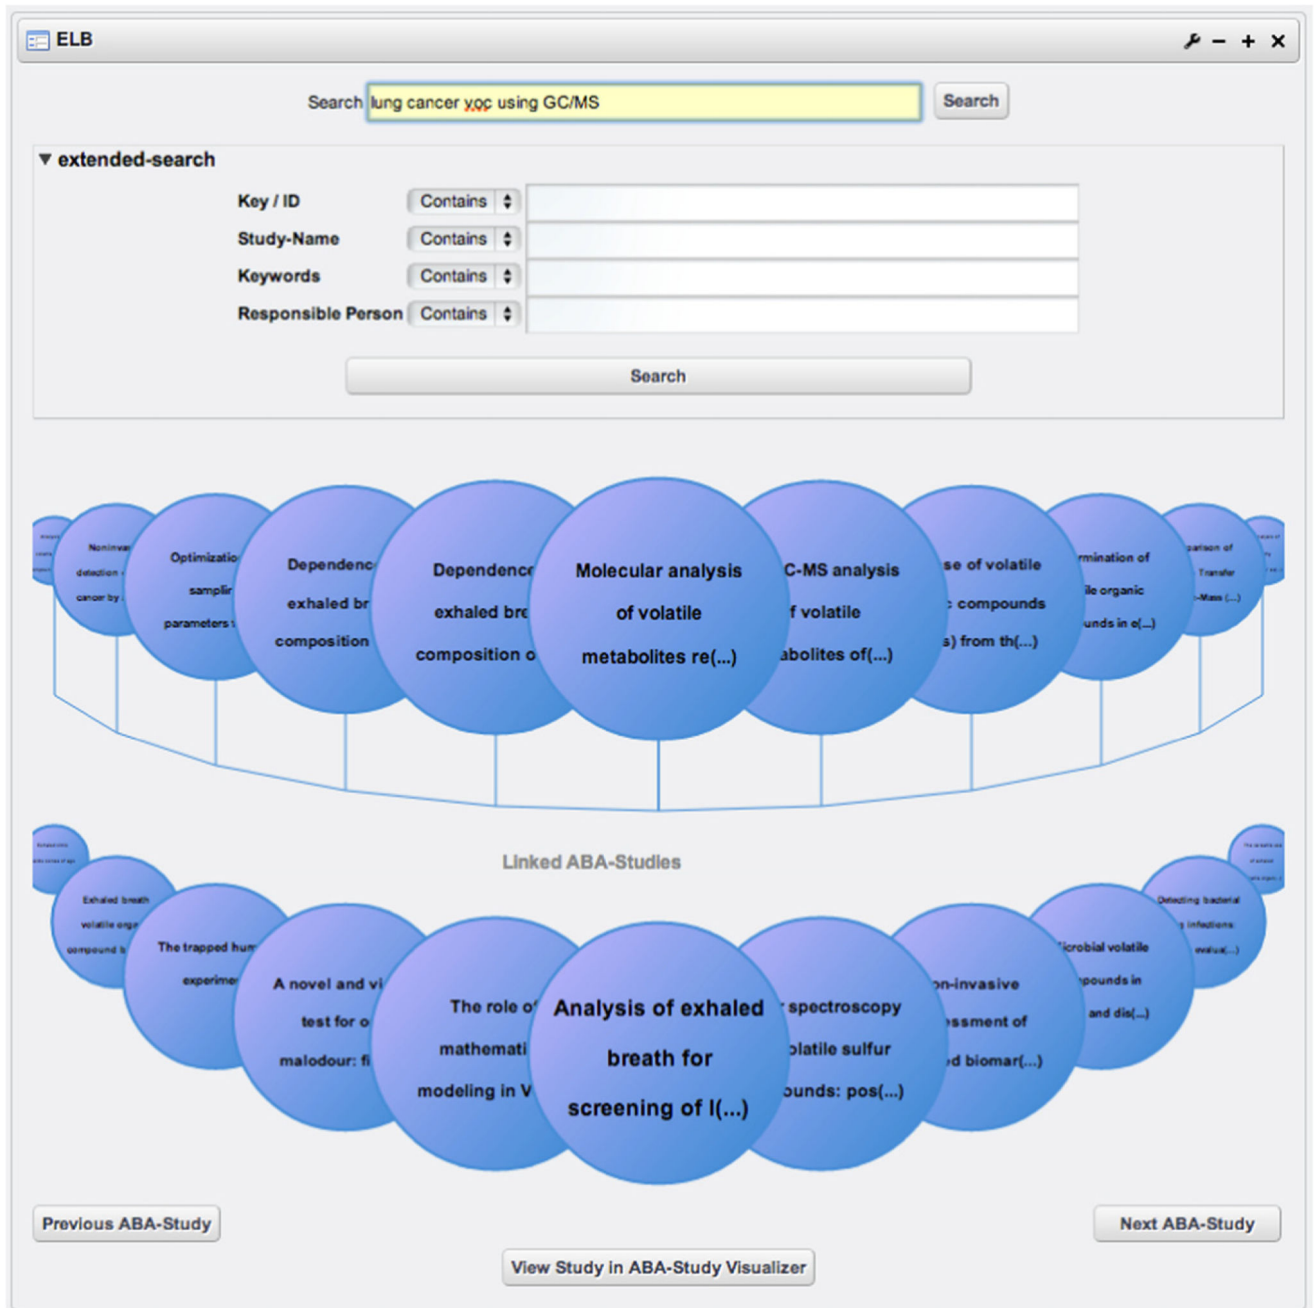 ELB
Search lung cancer voc using GC/MS Search
extended-search
Key / ID Contains
Study-Name Contains
Keywords Contains
Responsible Person Contains
Search
Noninva
detection
cancer by
Optimizatio
samplin
parameters
Dependenc
exhaled br
composition
Dependence
exhaled bre
composition o
Molecular analysis
of volatile
metabolites re(...)
C-MS analysis
f volatile
abolites of(...)
se of volatile
compounds
s) from th(...)
rmination of
ile organic
unds in e(...)
parison of
Transfer
-Mass (...)
Linked ABA-Studies
Exhaled breath
volatile orga
compound b
The trapped hum
experimen
A novel and vi
test for o
malodour: fi
The role of
mathemati
modeling in V
Analysis of exhaled
breath for
screening of l(...)
spectroscopy
olatile sulfur
ounds: pos(...)
on-invasive
essment of
d biomar(...)
icrobial volatile
pounds in
and dis(...)
Detecting bacterial
infections:
evalua(...)
Previous ABA-Study
Next ABA-Study
View Study in ABA-Study Visualizer